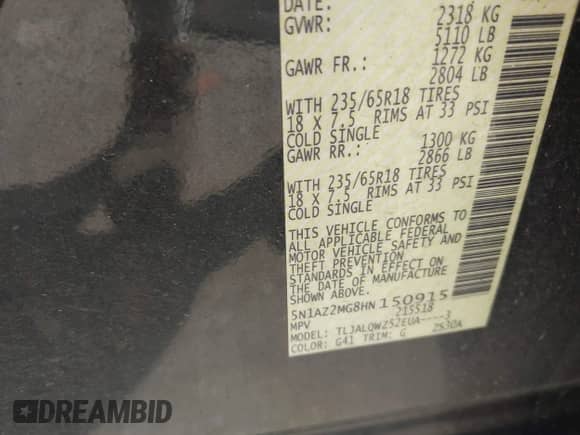 DATE:
GVWR: 2318 KG
5110 LB
GAWR FR.: 1272 KG
2804 LB
WITH 235/65R18 TIRES
18 X 7.5 RIMS AT 33 PSI
COLD SINGLE
GAWR RR.: 1300 KG
2866 LB
WITH 235/65R18 TIRES
18 X 7.5 RIMS AT 33 PSI
COLD SINGLE
THIS VEHICLE CONFORMS TO
ALL APPLICABLE FEDERAL
MOTOR VEHICLE SAFETY AND
THEFT PREVENTION
STANDARDS IN EFFECT ON
THE DATE OF MANUFACTURE
5N1AZ2MG8HN150915
MPV 215518
MODEL: TLJALQWZ52EUA----3
COLOR: G41 TRIM: G 2530A
DREAMBID